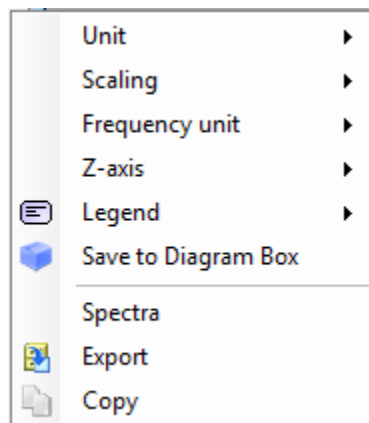 Unit
Scaling
Frequency unit
Z-axis
Legend
Save to Diagram Box
Spectra
Export
Copy